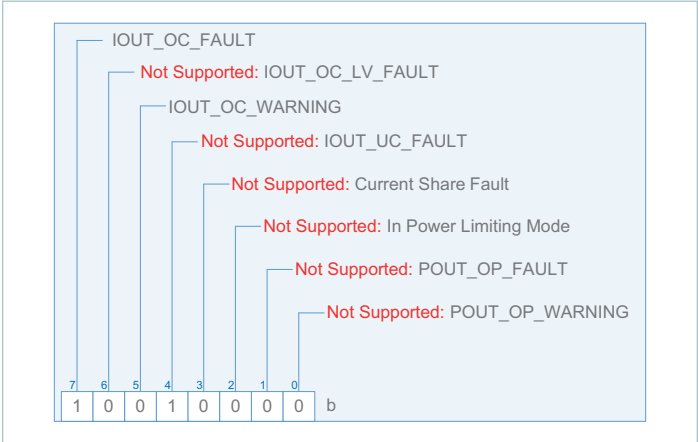 IOUT_OC_FAULT
Not Supported: IOUT_OC_LV_FAULT
IOUT_OC_WARNING
Not Supported: IOUT_UC_FAULT
Not Supported: Current Share Fault
Not Supported: In Power Limiting Mode
Not Supported: POUT_OP_FAULT
Not Supported: POUT_OP_WARNING
7 6 5 4 3 2 1 0
1 0 0 1 0 0 0 0 b